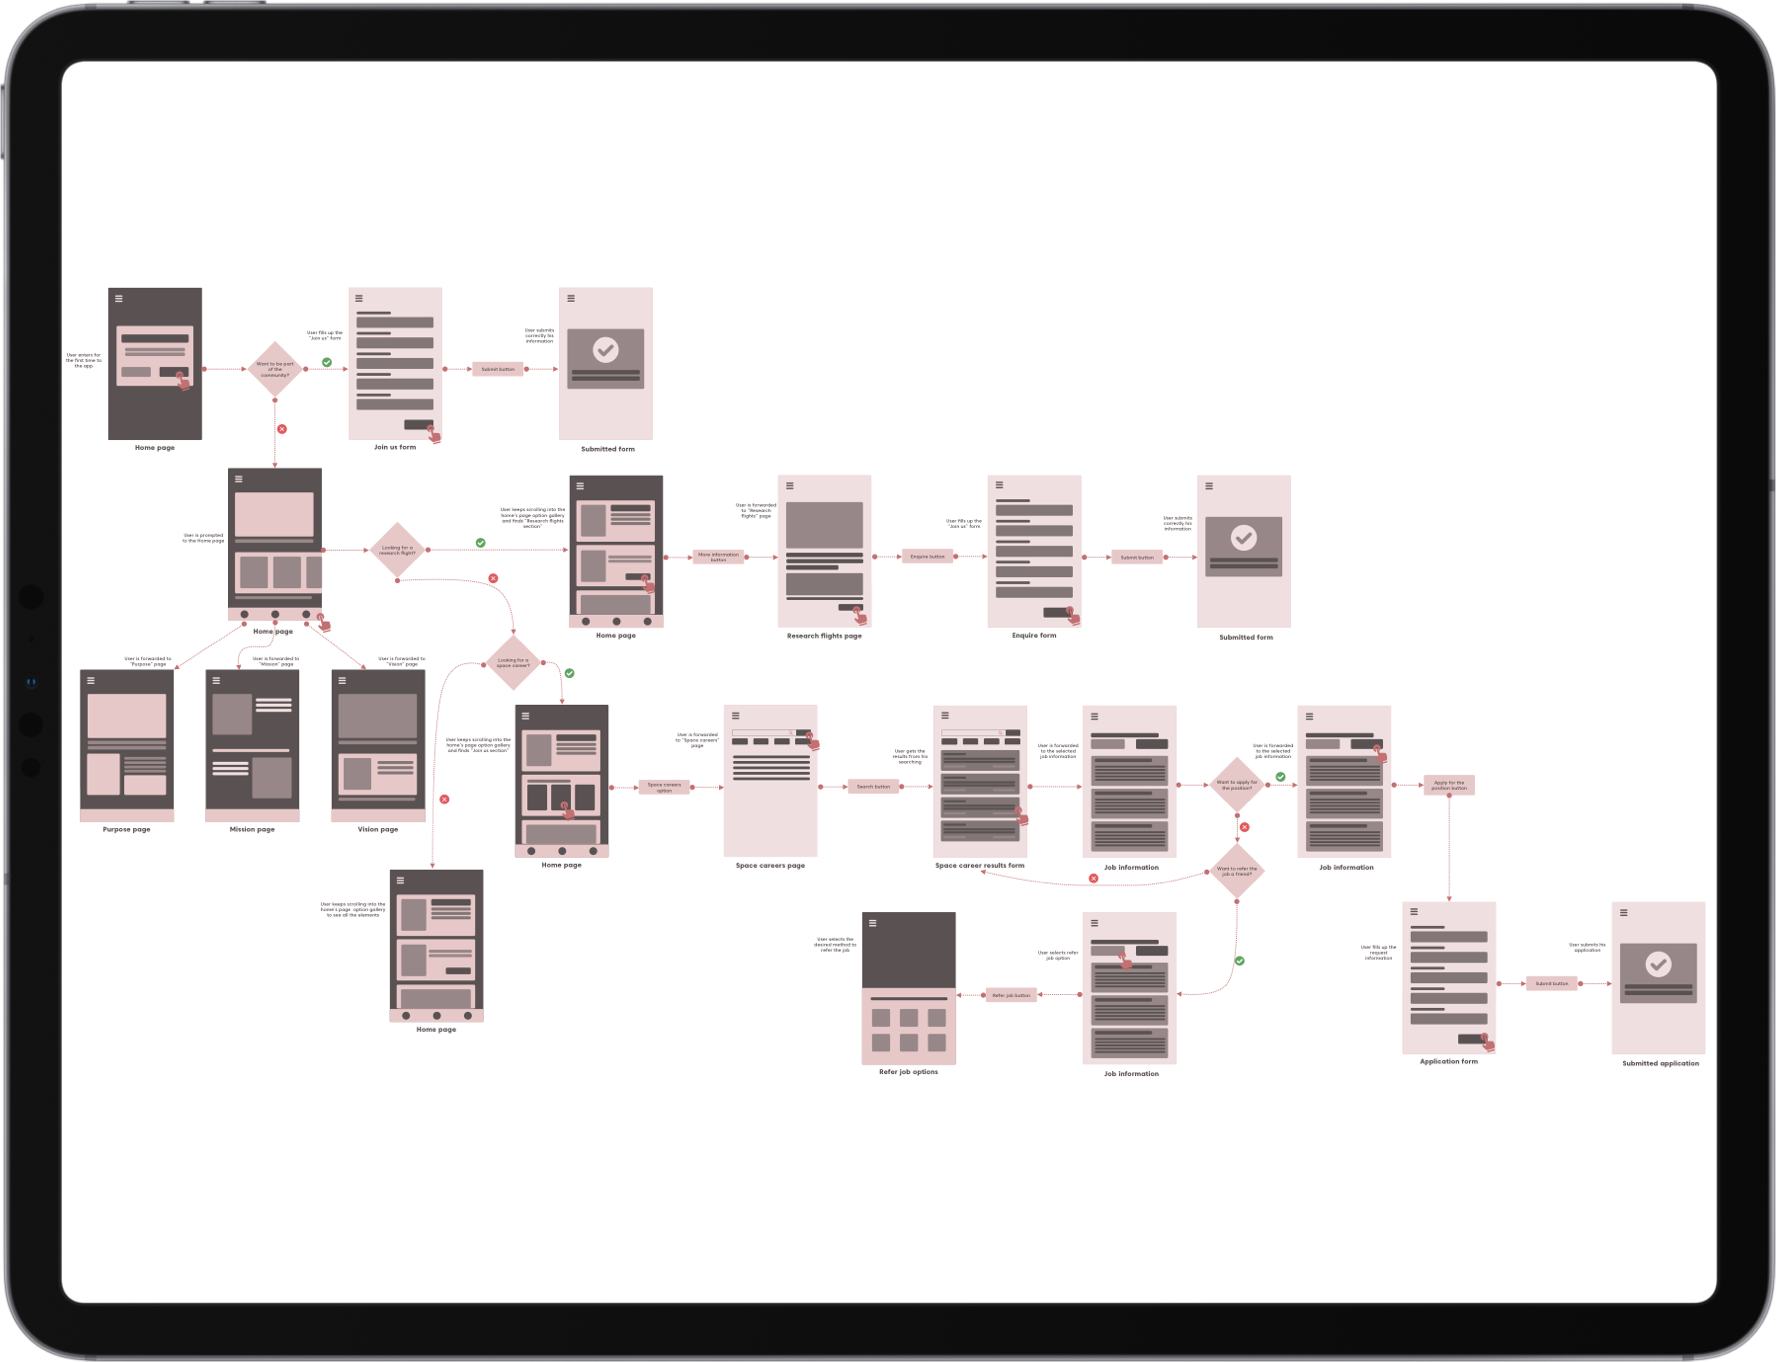 User enters for
the first time to
the app
Home page
Want to be part
of the
community?
User fills up the
"Join us" form
Join us form
Submit button
User submits
correctly his
information
Submitted form
User is prompted
to the Home page
Home page
Looking for a
research flight?
User keeps scrolling into the
home's page option gallery
and finds "Research flights
section"
Home page
More information
button
User is forwarded
to "Research
flights" page
Research flights page
Enquire button
User fills up the
"Join us" form
Enquire form
Submit button
User submits
correctly his
information
Submitted form
User is forwarded to
"Purpose" page
Purpose page
User is forwarded to
"Mission" page
Mission page
User is forwarded to
"Vision" page
Vision page
Looking for a
space career?
User keeps scrolling into the
home's page option gallery
and finds "Join us section"
Home page
Space careers
option
User is forwarded
to "Space careers"
page
Space careers page
Search button
User gets the
results from his
searching
Space career results form
User is forwarded
to the selected
job information
Job information
Want to apply for
the position?
User is forwarded
to the selected
job information
Job information
Apply for the
position button
Want to refer the
job a friend?
User keeps scrolling into the
home's page option gallery
to see all the elements
Home page
User selects the
desired method to
refer the job
Refer job options
Refer job button
User selects refer
job option
Job information
User fills up the
request
information
Application form
Submit button
User submits his
application
Submitted application